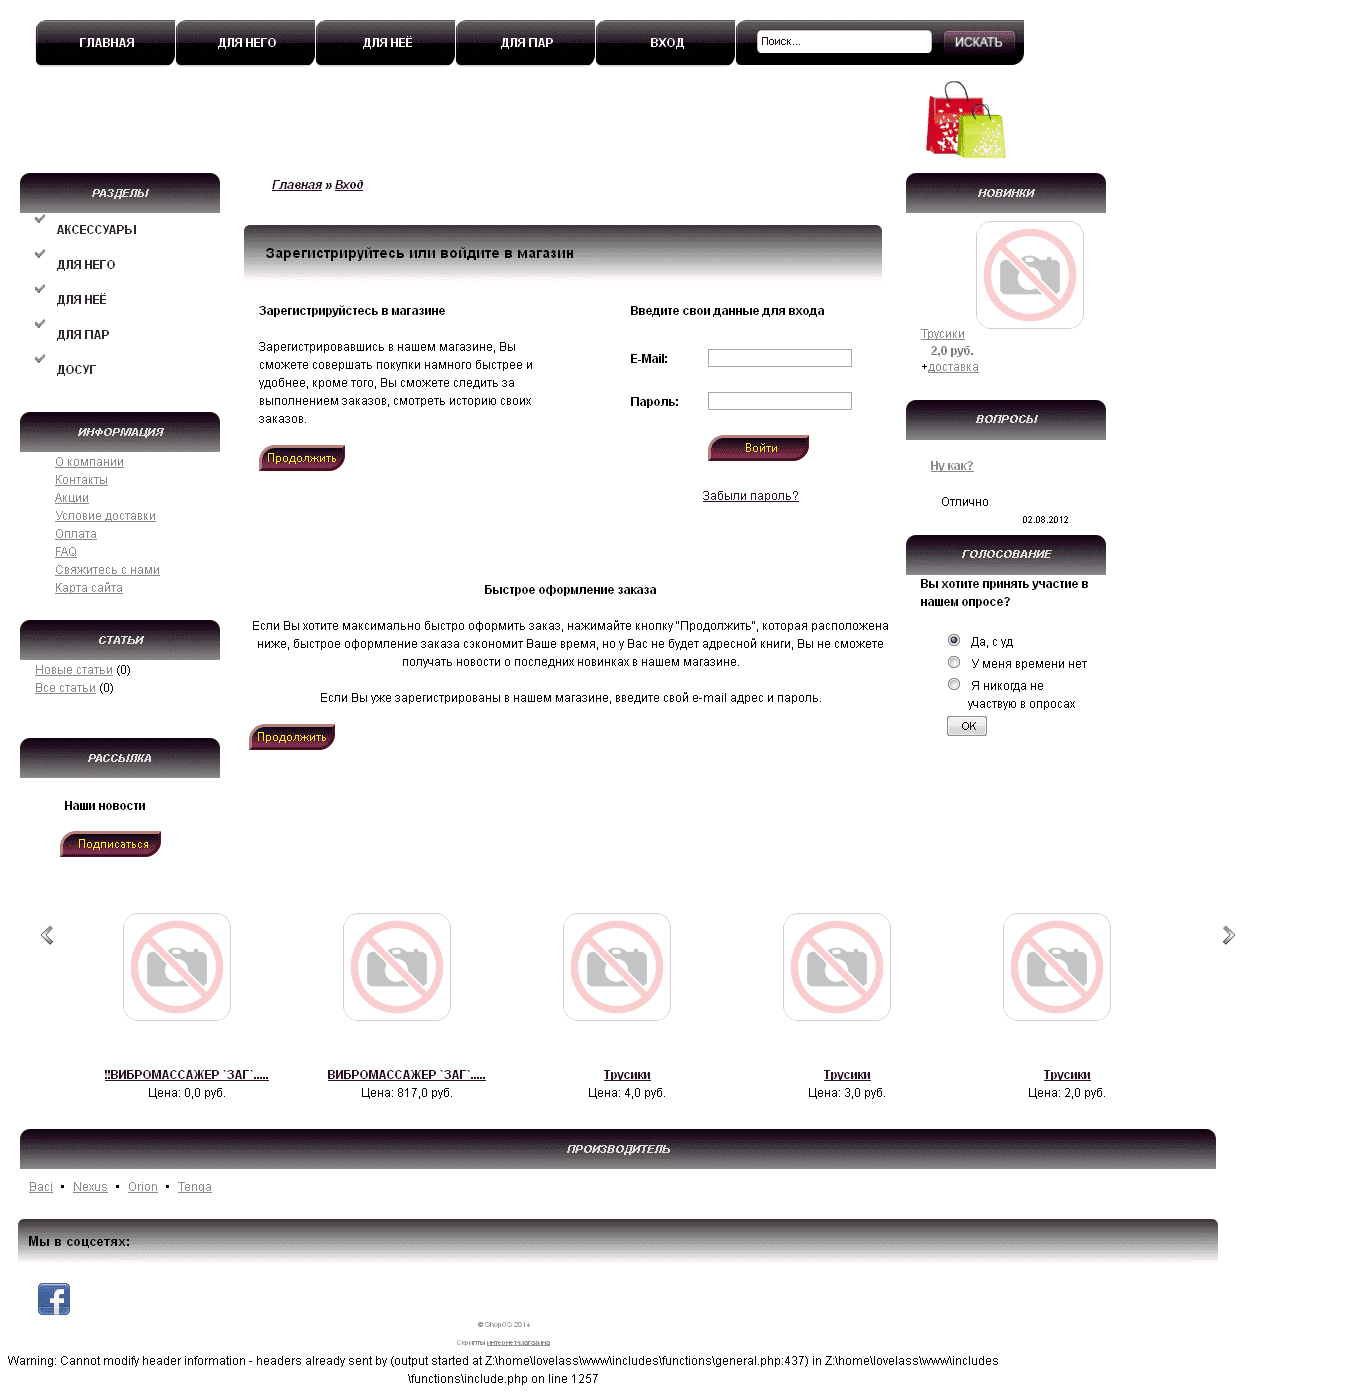 ГЛАВНАЯ
ДЛЯ НЕГО
ДЛЯ НЕЁ
ДЛЯ ПАР
ВХОД
Поиск...
ИСКАТЬ
РАЗДЕЛЫ
АКСЕССУАРЫ
ДЛЯ НЕГО
ДЛЯ НЕЁ
ДЛЯ ПАР
ДОСУГ
ИНФОРМАЦИЯ
О компании
Контакты
Акции
Условие доставки
Оплата
FAQ
Свяжитесь с нами
Карта сайта
СТАТЬИ
Новые статьи (0)
Все статьи (0)
РАССЫЛКА
Наши новости
Подписаться
Главная » Вход
Зарегистрируйтесь или войдите в магазин
Зарегистрируйстесь в магазине
Зарегистрировавшись в нашем магазине, Вы
сможете совершать покупки намного быстрее и
удобнее, кроме того, Вы сможете следить за
выполнением заказов, смотреть историю своих
заказов.
Продолжить
Введите свои данные для входа
E-Mail:
Пароль:
Войти
Забыли пароль?
Быстрое оформление заказа
Если Вы хотите максимально быстро оформить заказ, нажимайте кнопку "Продолжить", которая расположена
ниже, быстрое оформление заказа сэкономит Ваше время, но у Вас не будет адресной книги, Вы не сможете
получать новости о последних новинках в нашем магазине.
Если Вы уже зарегистрированы в нашем магазине, введите свой e-mail адрес и пароль.
Продолжить
НОВИНКИ
Трусики
2,0 руб.
+доставка
ВОПРОСЫ
Ну как?
Отлично
02.08.2012
ГОЛОСОВАНИЕ
Вы хотите принять участие в
нашем опросе?
Да, с уд
У меня времени нет
Я никогда не
участвую в опросах
OK
!!ВИБРОМАССАЖЕР `ЗАГ`.....
Цена: 0,0 руб.
ВИБРОМАССАЖЕР `ЗАГ`.....
Цена: 817,0 руб.
Трусики
Цена: 4,0 руб.
Трусики
Цена: 3,0 руб.
Трусики
Цена: 2,0 руб.
ПРОИЗВОДИТЕЛЬ
Baci • Nexus • Orion • Tenga
Мы в соцсетях:
© ShopOS 2014
Скрипты интернет-магазина
Warning: Cannot modify header information - headers already sent by (output started at Z:\home\lovelass\www\includes\functions\general.php:437) in Z:\home\lovelass\www\includes
\functions\include.php on line 1257